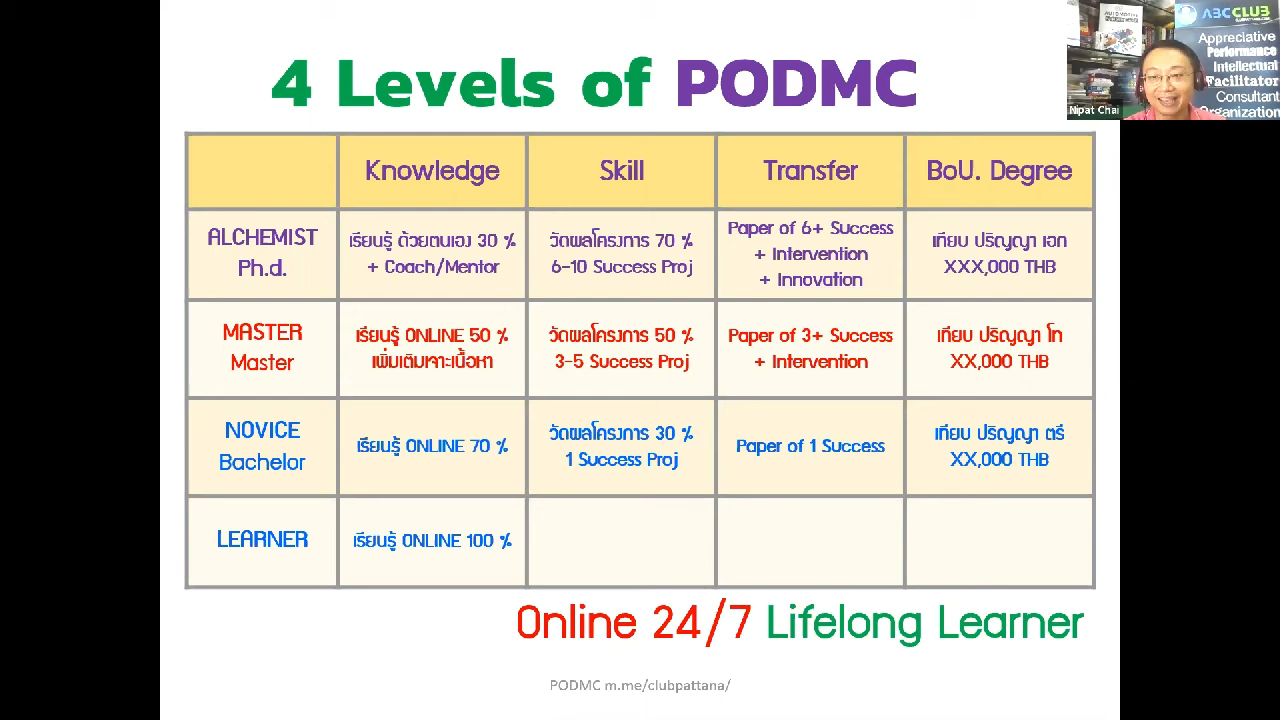 4 Levels of PODMC
ABCCLUB
Appreciative
Performance
Intellectual
Facilitator
Consultant
Organization
Nipat Chai
Knowledge
Skill
Transfer
BoU. Degree
ALCHEMIST
Ph.d.
เรียนรู้ ด้วยตนเอง 30 %
+ Coach/Mentor
วัดผลโครงการ 70 %
6-10 Success Proj
Paper of 6+ Success
+ Intervention
+ Innovation
เทียบ ปริญญา เอก
XXX,000 THB
MASTER
Master
เรียนรู้ ONLINE 50 %
เพิ่มเติมเจาะเนื้อหา
วัดผลโครงการ 50 %
3-5 Success Proj
Paper of 3+ Success
+ Intervention
เทียบ ปริญญา โท
XX,000 THB
NOVICE
Bachelor
เรียนรู้ ONLINE 70 %
วัดผลโครงการ 30 %
1 Success Proj
Paper of 1 Success
เทียบ ปริญญา ตรี
XX,000 THB
LEARNER
เรียนรู้ ONLINE 100 %
Online 24/7 Lifelong Learner
PODMC m.me/clubpattana/